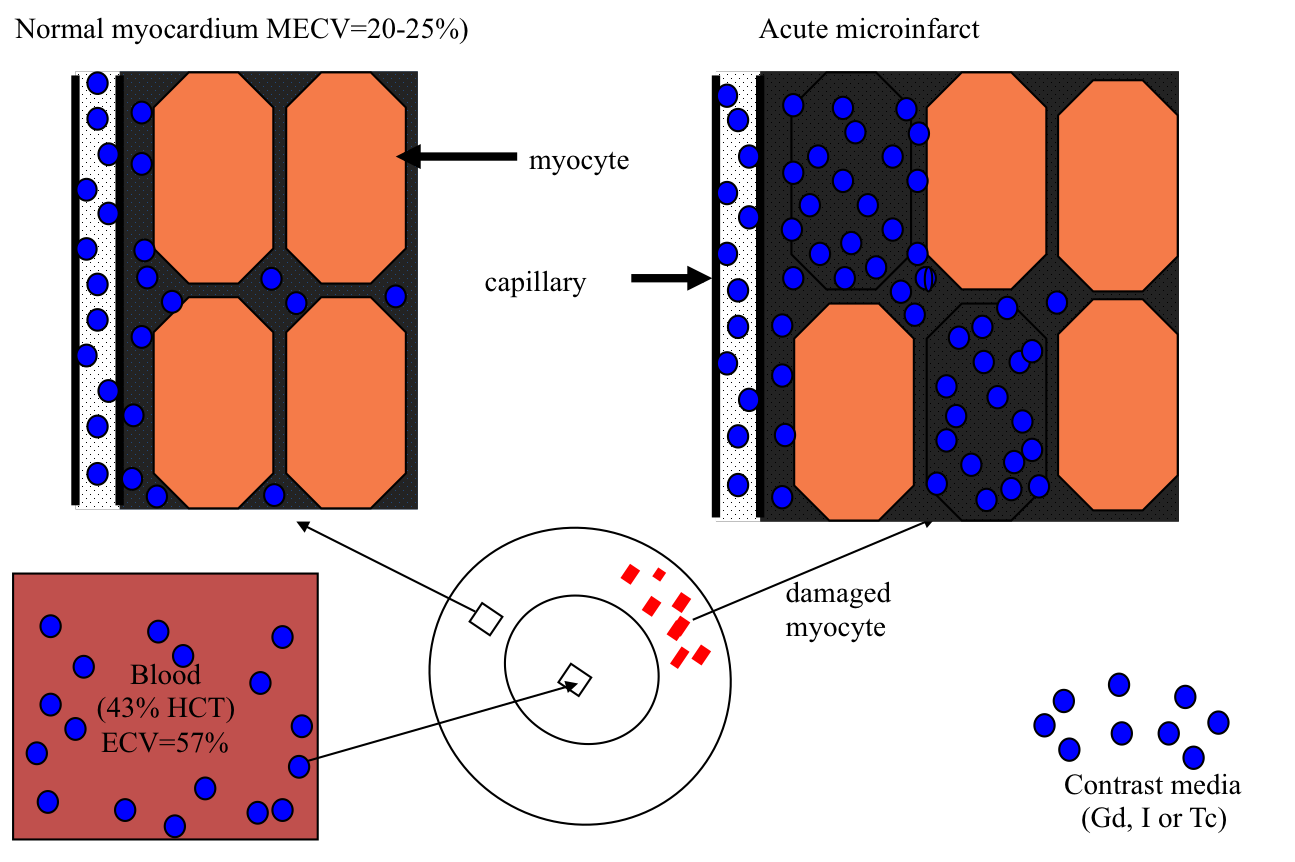 Normal myocardium MECV=20-25%)
Acute microinfarct
myocyte
capillary
damaged
myocyte
Blood
(43% HCT)
ECV=57%
Contrast media
(Gd, I or Tc)